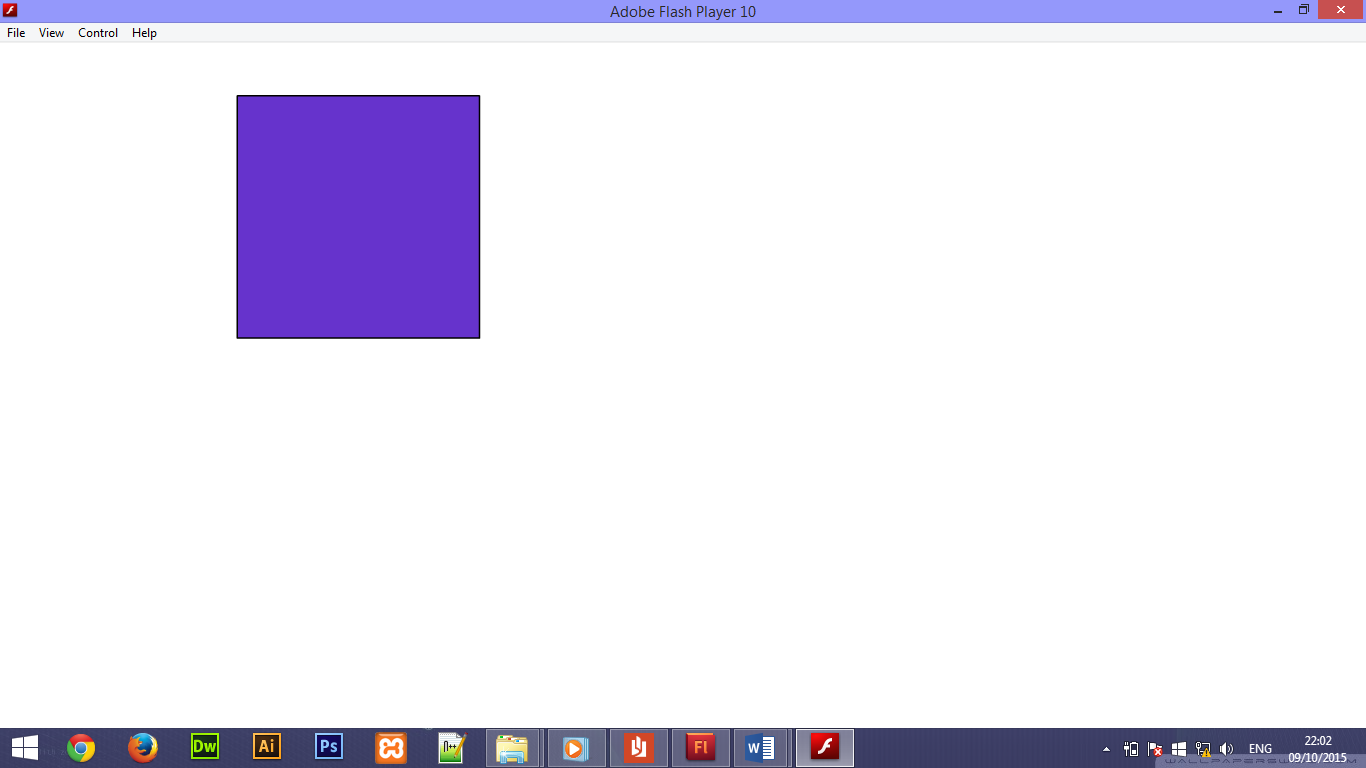 Adobe Flash Player 10
File View Control Help
Dw Ai Ps N++ Fl W ENG 22:02
09/10/2015